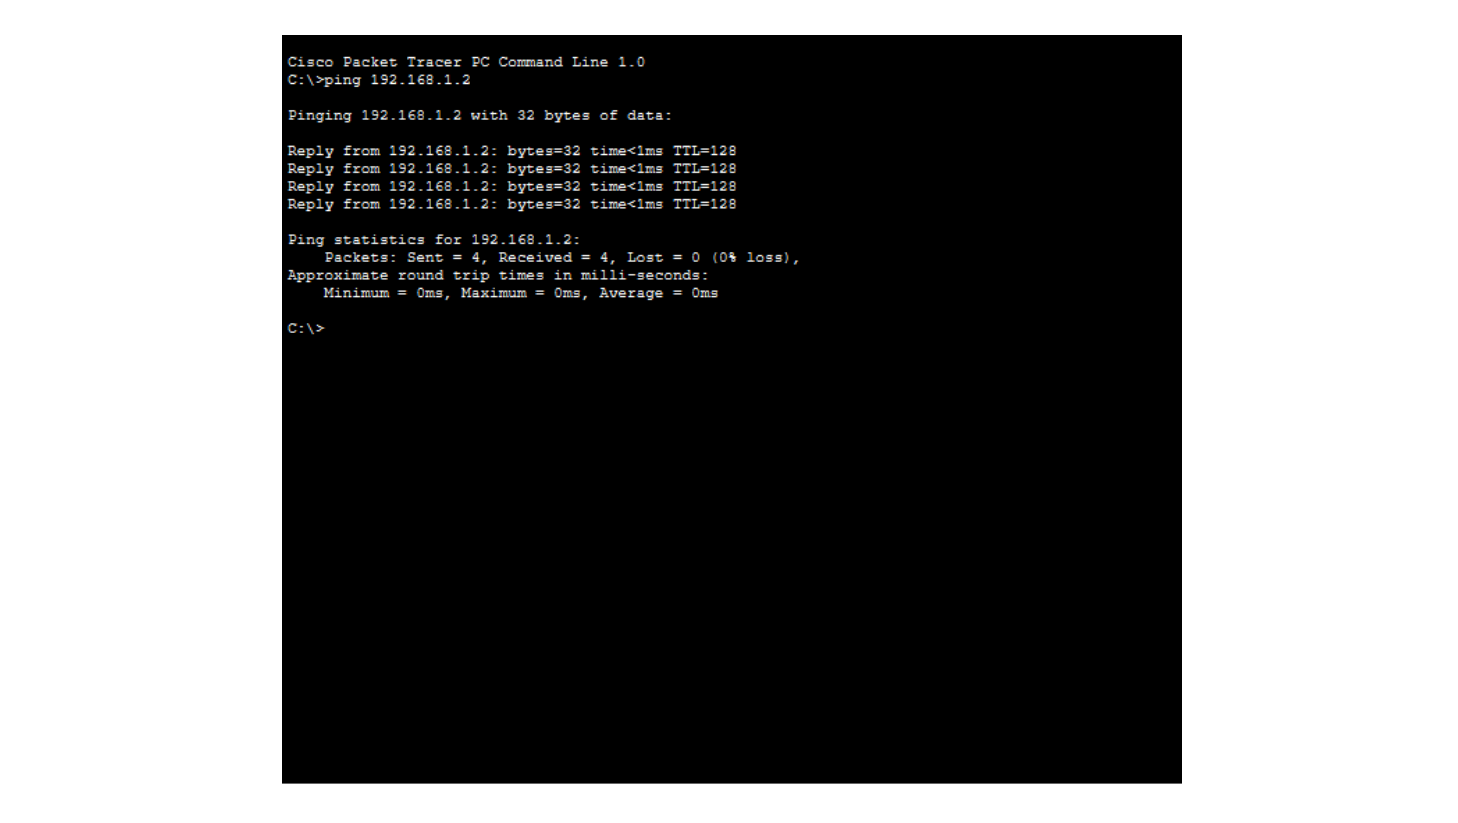 Cisco Packet Tracer PC Command Line 1.0
C:\>ping 192.168.1.2
Pinging 192.168.1.2 with 32 bytes of data:
Reply from 192.168.1.2: bytes=32 time<1ms TTL=128
Reply from 192.168.1.2: bytes=32 time<1ms TTL=128
Reply from 192.168.1.2: bytes=32 time<1ms TTL=128
Reply from 192.168.1.2: bytes=32 time<1ms TTL=128
Ping statistics for 192.168.1.2:
    Packets: Sent = 4, Received = 4, Lost = 0 (0% loss),
Approximate round trip times in milli-seconds:
    Minimum = 0ms, Maximum = 0ms, Average = 0ms
C:\>